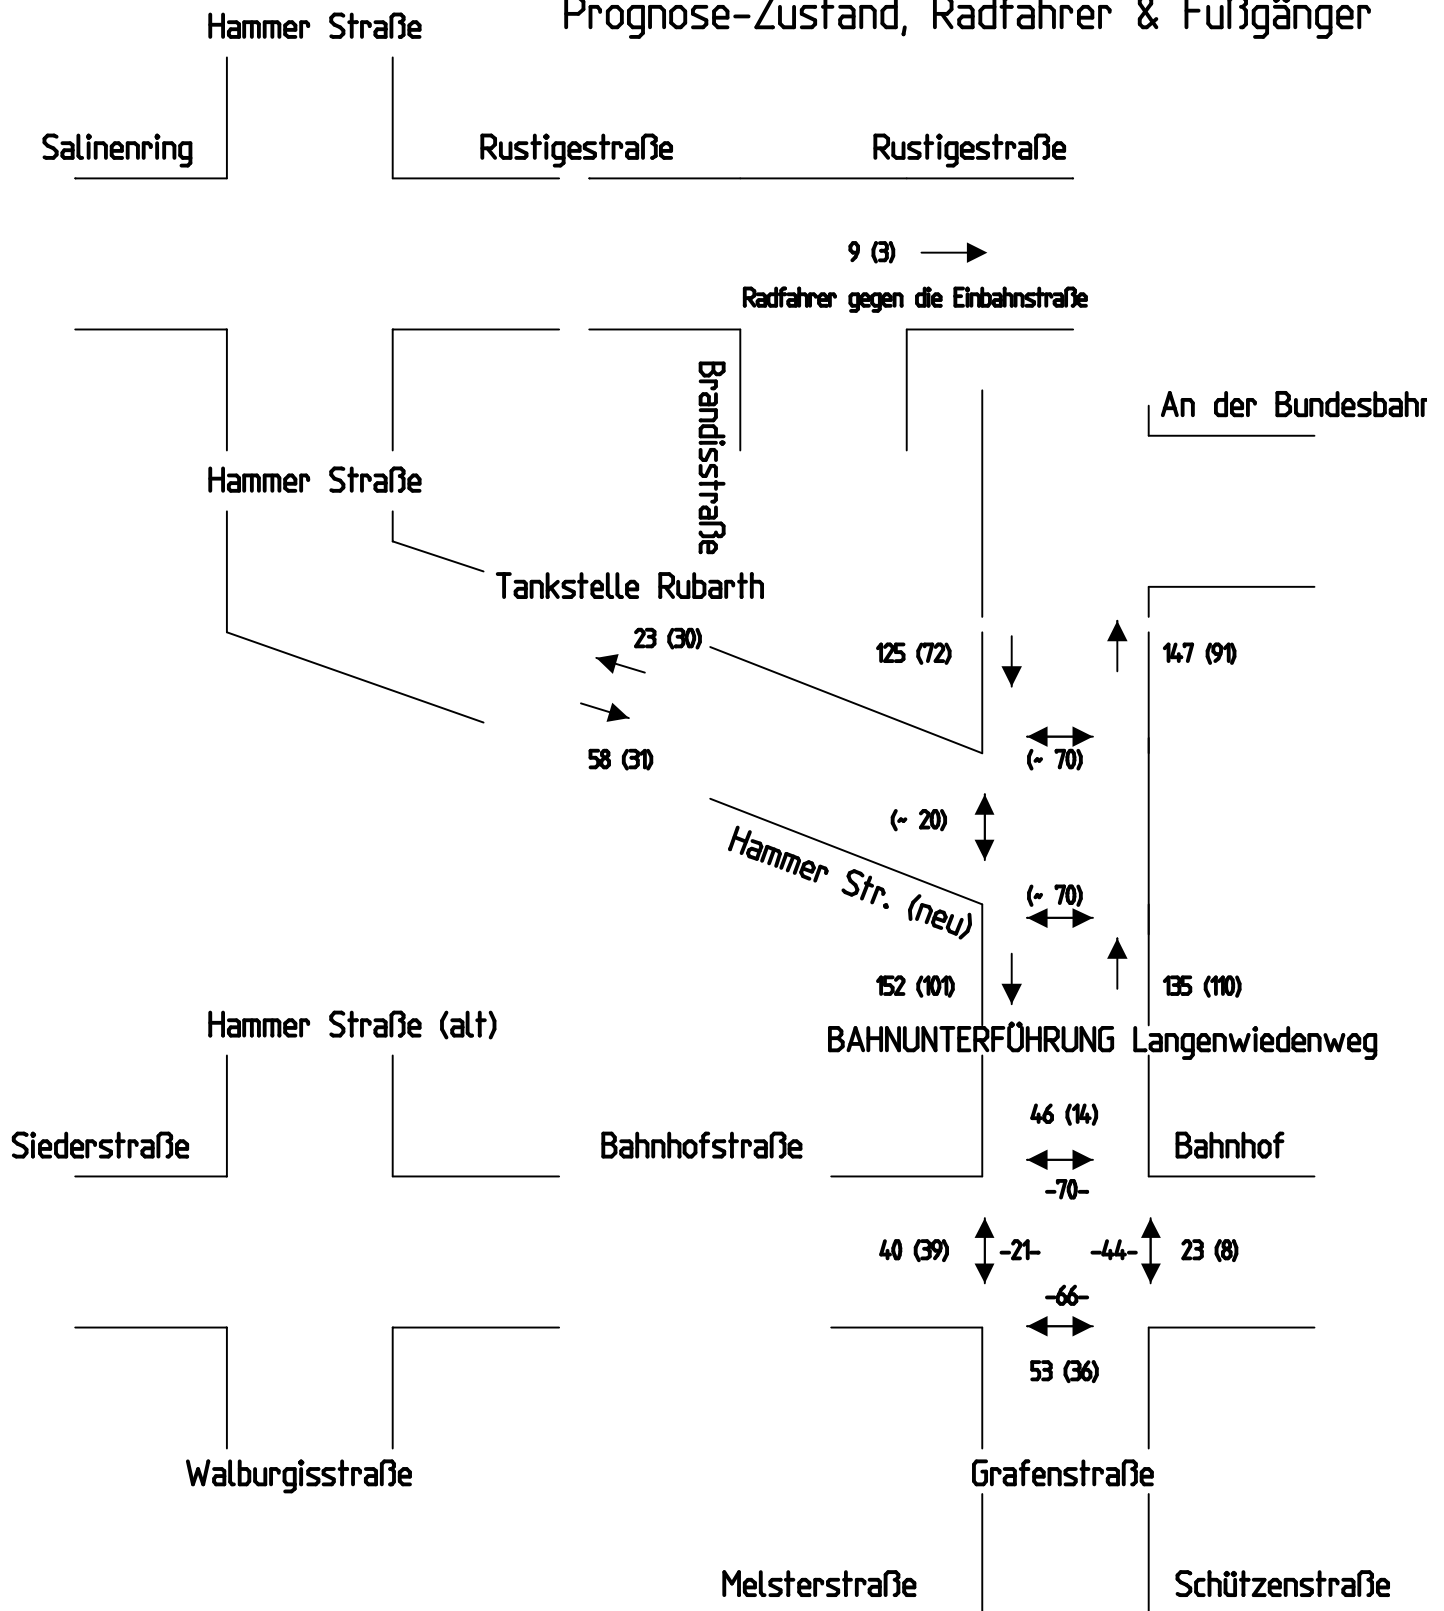 Prognose-Zustand, Radfahrer & Fußgänger
Hammer Straße
Salinenring
Rustigestraße
Rustigestraße
9 (3)
Radfahrer gegen die Einbahnstraße
Brandisstraße
An der Bundesbahn
Hammer Straße
Tankstelle Rubarth
23 (30)
125 (72)
147 (91)
58 (31)
(~ 70)
(~ 20)
Hammer Str. (neu)
(~ 70)
152 (101)
135 (110)
Hammer Straße (alt)
BAHNUNTERFÜHRUNG Langenwiedenweg
46 (14)
Siederstraße
Bahnhofstraße
Bahnhof
-70-
40 (39)
-21-
-44-
23 (8)
-66-
53 (36)
Walburgisstraße
Grafenstraße
Melsterstraße
Schützenstraße